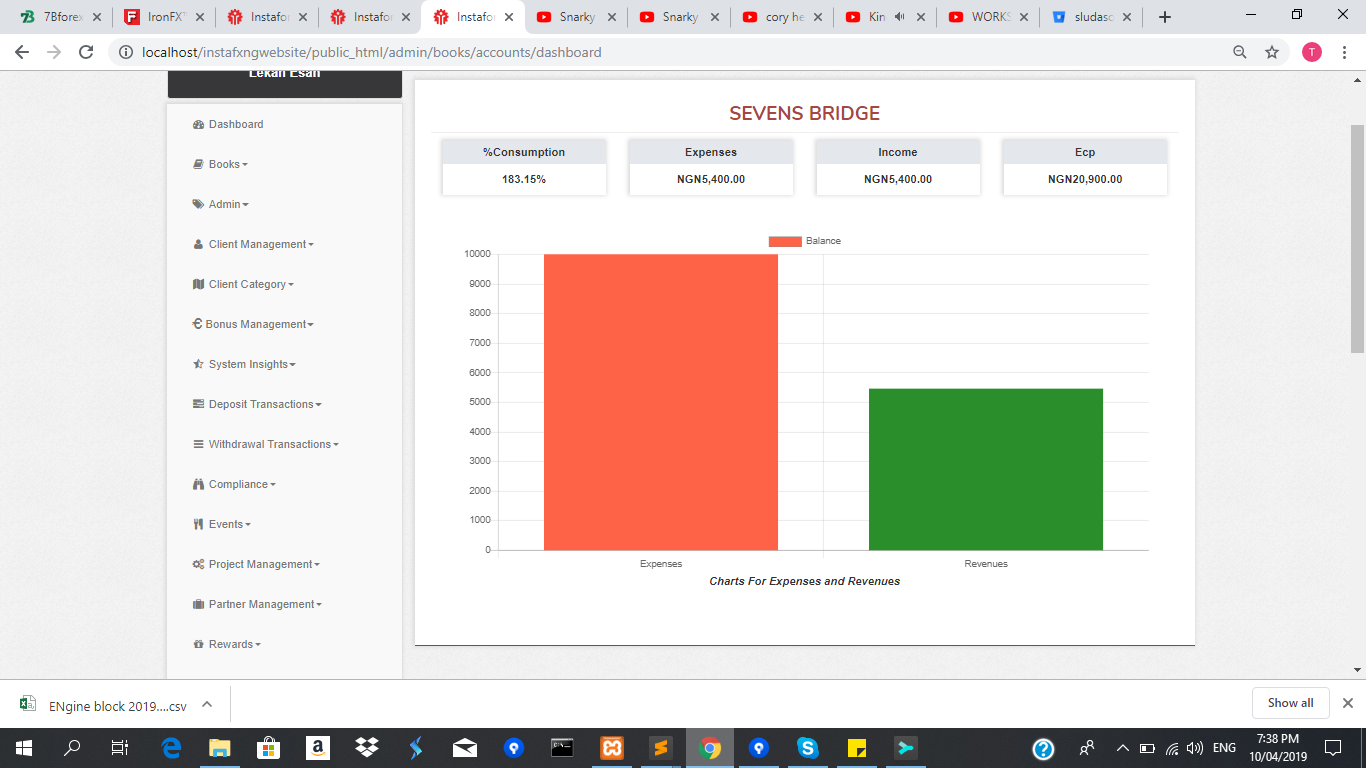 7Bforex
IronFX
Instafor
Instafor
Instafor
Snarky
Snarky
cory he
Kin
WORKS
sludasc
localhost/instafxngwebsite/public_html/admin/books/accounts/dashboard
T
Lekan Esan
Dashboard
Books
Admin
Client Management
Client Category
Bonus Management
System Insights
Deposit Transactions
Withdrawal Transactions
Compliance
Events
Project Management
Partner Management
Rewards
SEVENS BRIDGE
%Consumption Expenses Income Ecp
183.15% NGN5,400.00 NGN5,400.00 NGN20,900.00
Balance
10000
9000
8000
7000
6000
5000
4000
3000
2000
1000
0
Expenses Revenues
Charts For Expenses and Revenues
ENgine block 2019....csv
Show all
ENG
7:38 PM
10/04/2019